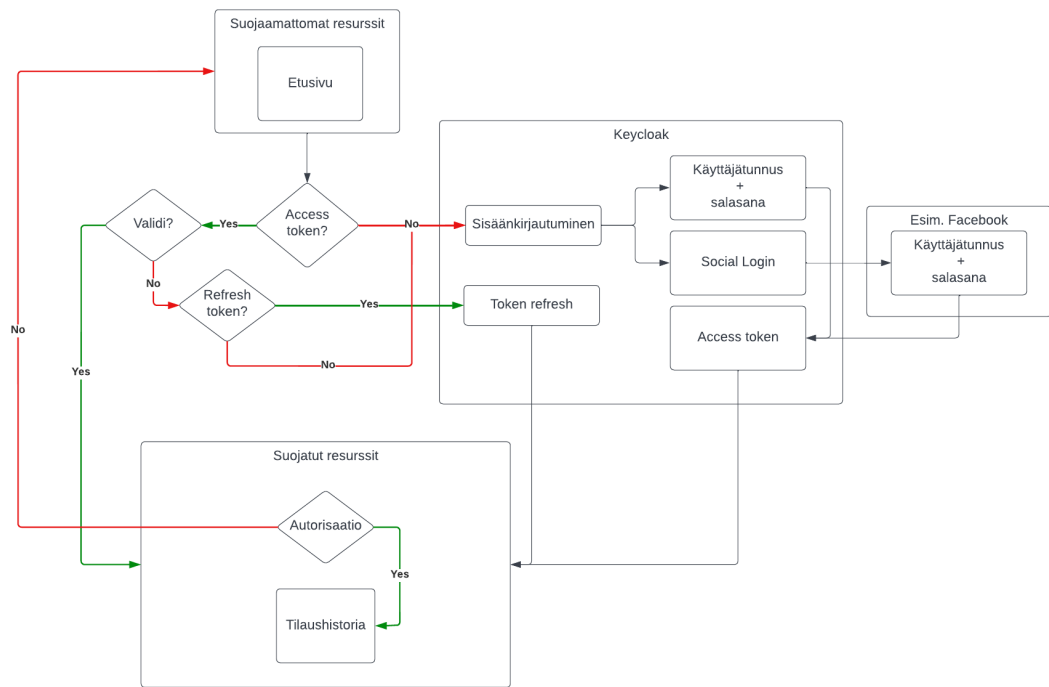 Suojaamattomat resurssit
Etusivu
Keycloak
Käyttäjätunnus
+
salasana
Validi?
Yes
Access
token?
No
Sisäänkirjautuminen
Esim. Facebook
Käyttäjätunnus
+
salasana
Social Login
No
Refresh
token?
Yes
Token refresh
No
Access token
No
Yes
Suojatut resurssit
Autorisaatio
Yes
Tilaushistoria